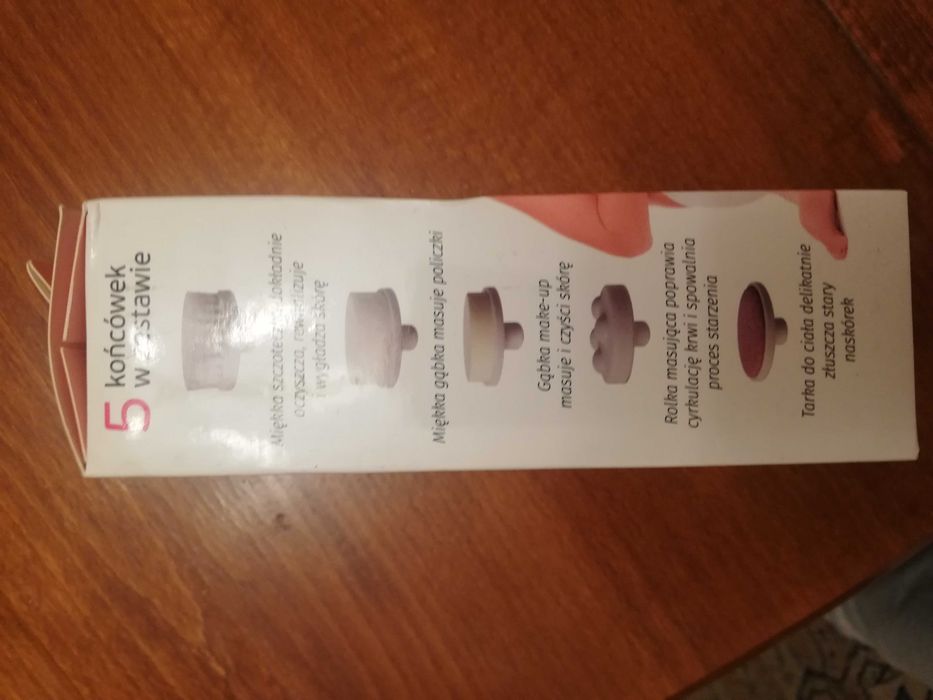 5 końcówek
w zestawie
Miękka szczoteczka dokładnie
oczyszcza, rewitalizuje
i wygładza skórę
Miękka gąbka masuje policzki
Gąbka make-up
masuje i czyści skórę
Rolka masująca poprawia
cyrkulację krwi i spowalnia
proces starzenia
Tarka do ciała delikatnie
złuszcza stary
naskórek